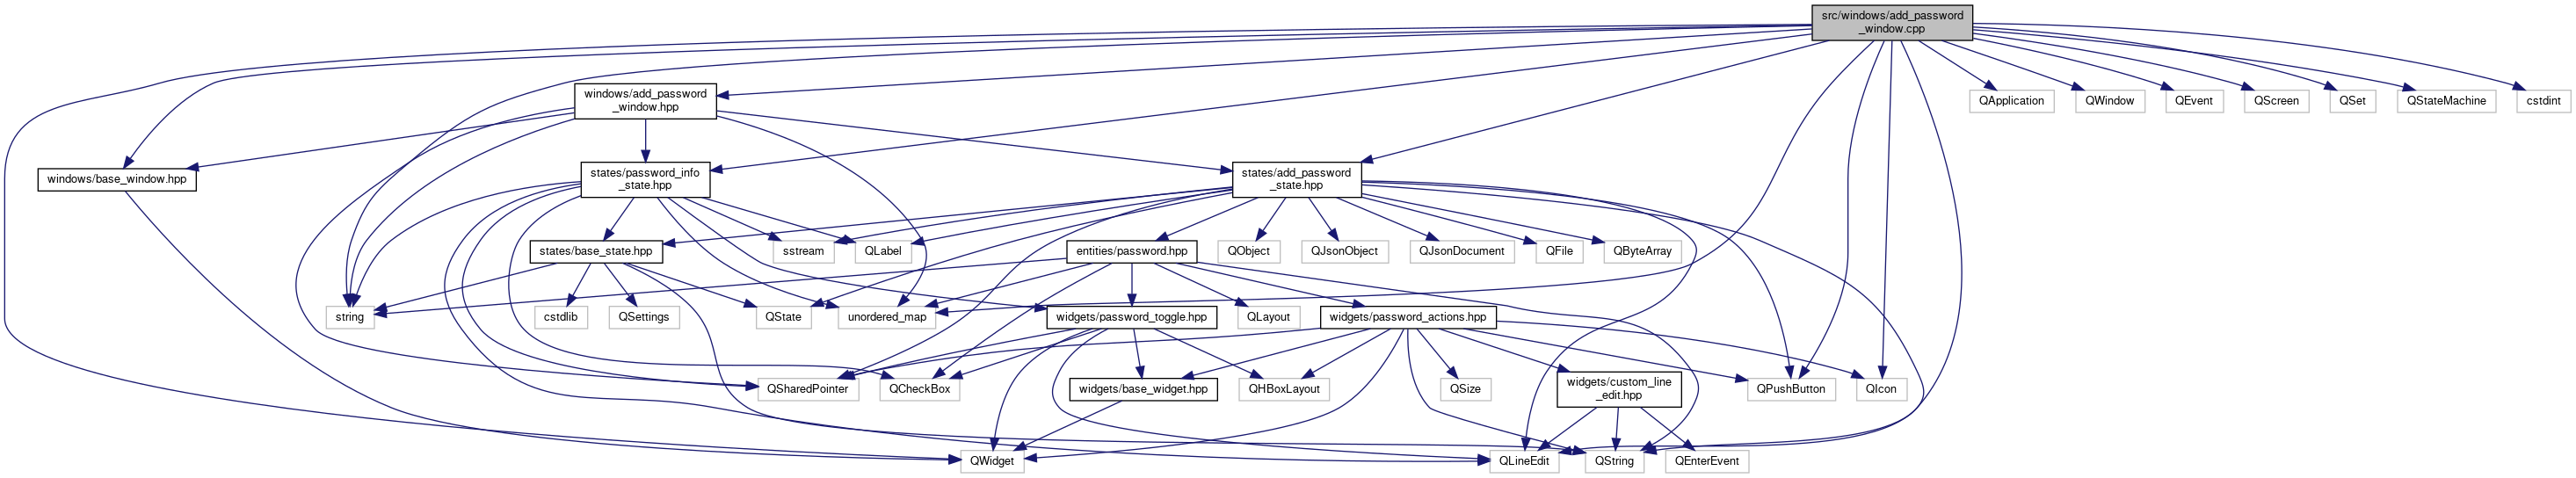 src/windows/add_password
_window.cpp
windows/add_password
_window.hpp
QApplication
QWindow
QEvent
QScreen
QSet
QStateMachine
cstdint
windows/base_window.hpp
states/password_info
_state.hpp
states/add_password
_state.hpp
states/base_state.hpp
sstream
QLabel
entities/password.hpp
QObject
QJsonObject
QJsonDocument
QFile
QByteArray
string
cstdlib
QSettings
QState
unordered_map
widgets/password_toggle.hpp
QLayout
widgets/password_actions.hpp
QSharedPointer
QCheckBox
widgets/base_widget.hpp
QHBoxLayout
QSize
widgets/custom_line
_edit.hpp
QPushButton
QIcon
QWidget
QLineEdit
QString
QEnterEvent